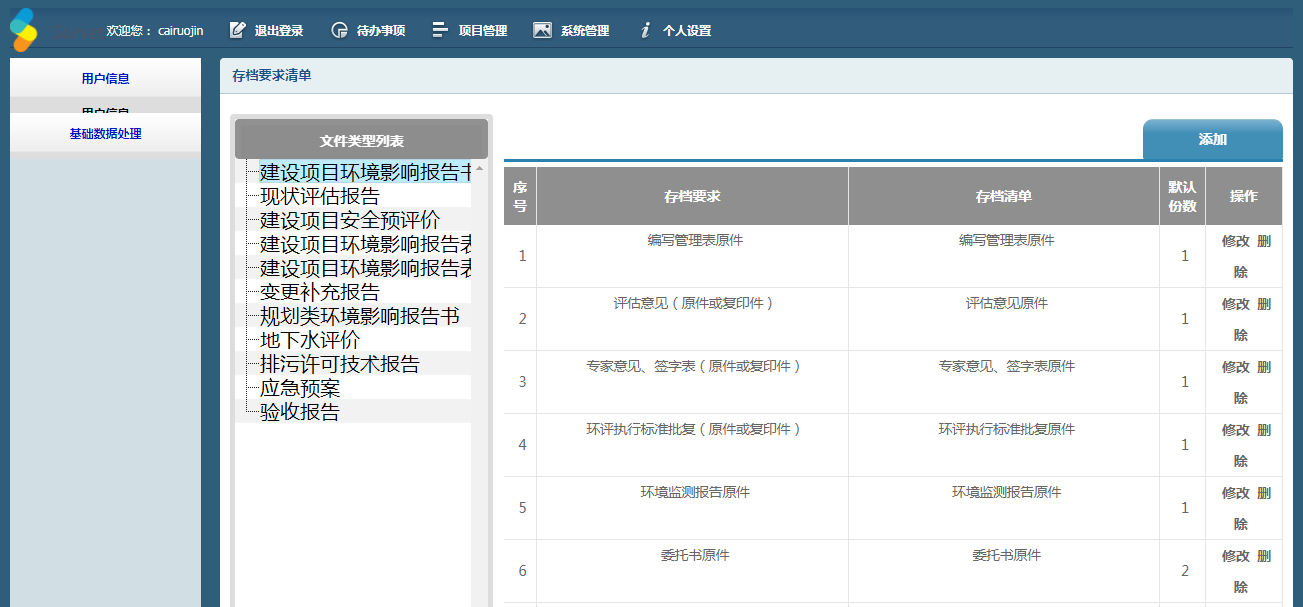 欢迎您： cairuojin 退出登录 待办事项 项目管理 系统管理 个人设置
用户信息
用户信息
基础数据处理
存档要求清单
文件类型列表
建设项目环境影响报告书
现状评估报告
建设项目安全预评价
建设项目环境影响报告表
建设项目环境影响报告表
变更补充报告
规划类环境影响报告书
地下水评价
排污许可技术报告
应急预案
验收报告
添加
序号 存档要求 存档清单 默认份数 操作
1 编写管理表原件 编写管理表原件 1 修改 删除
2 评估意见（原件或复印件） 评估意见原件 1 修改 删除
3 专家意见、签字表（原件或复印件） 专家意见、签字表原件 1 修改 删除
4 环评执行标准批复（原件或复印件） 环评执行标准批复原件 1 修改 删除
5 环境监测报告原件 环境监测报告原件 1 修改 删除
6 委托书原件 委托书原件 2 修改 删除